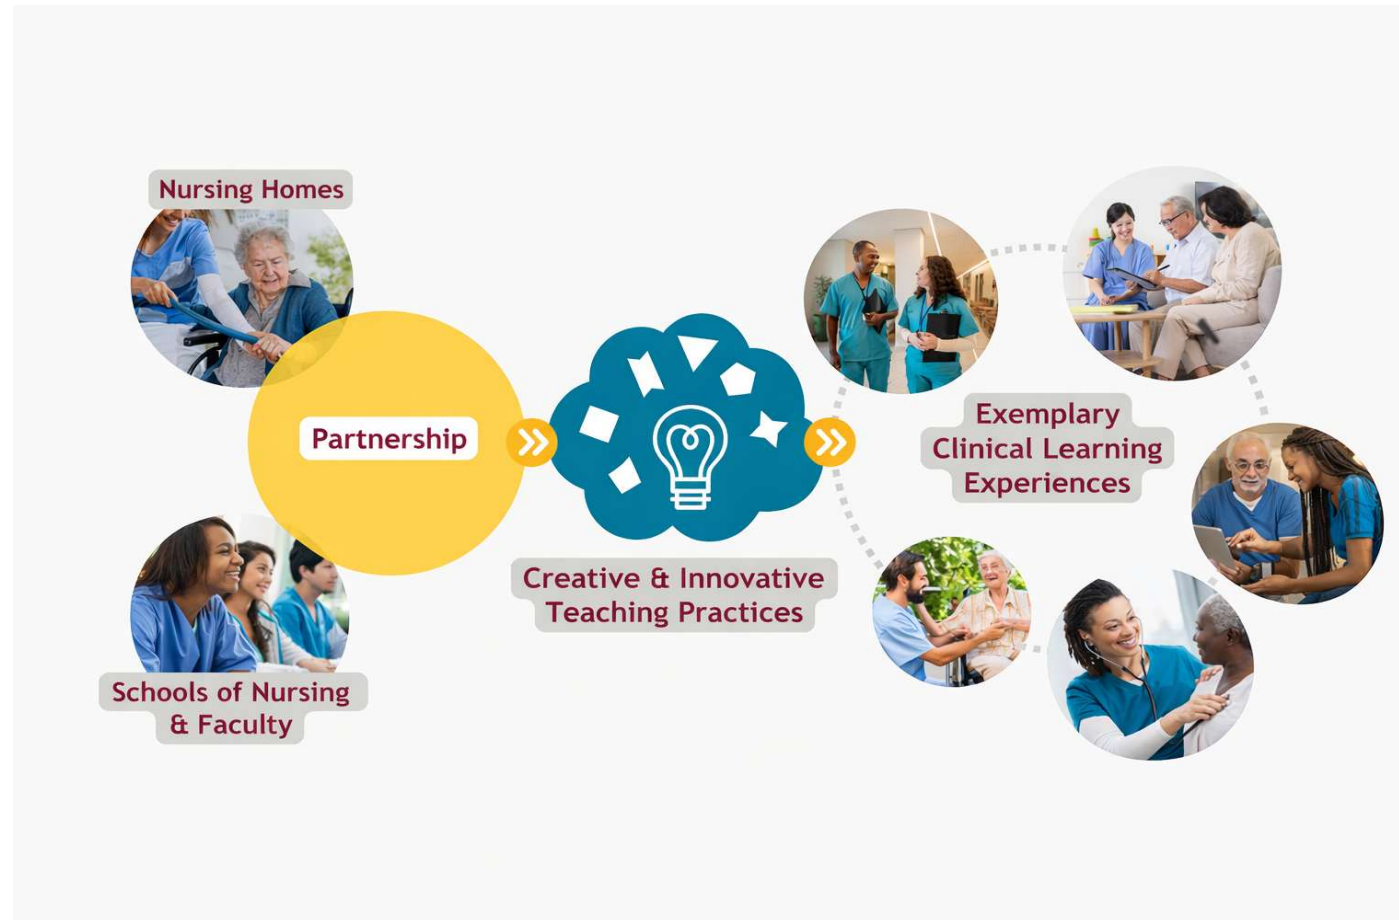 Nursing Homes
Partnership
Schools of Nursing
& Faculty
Creative & Innovative
Teaching Practices
Exemplary
Clinical Learning
Experiences